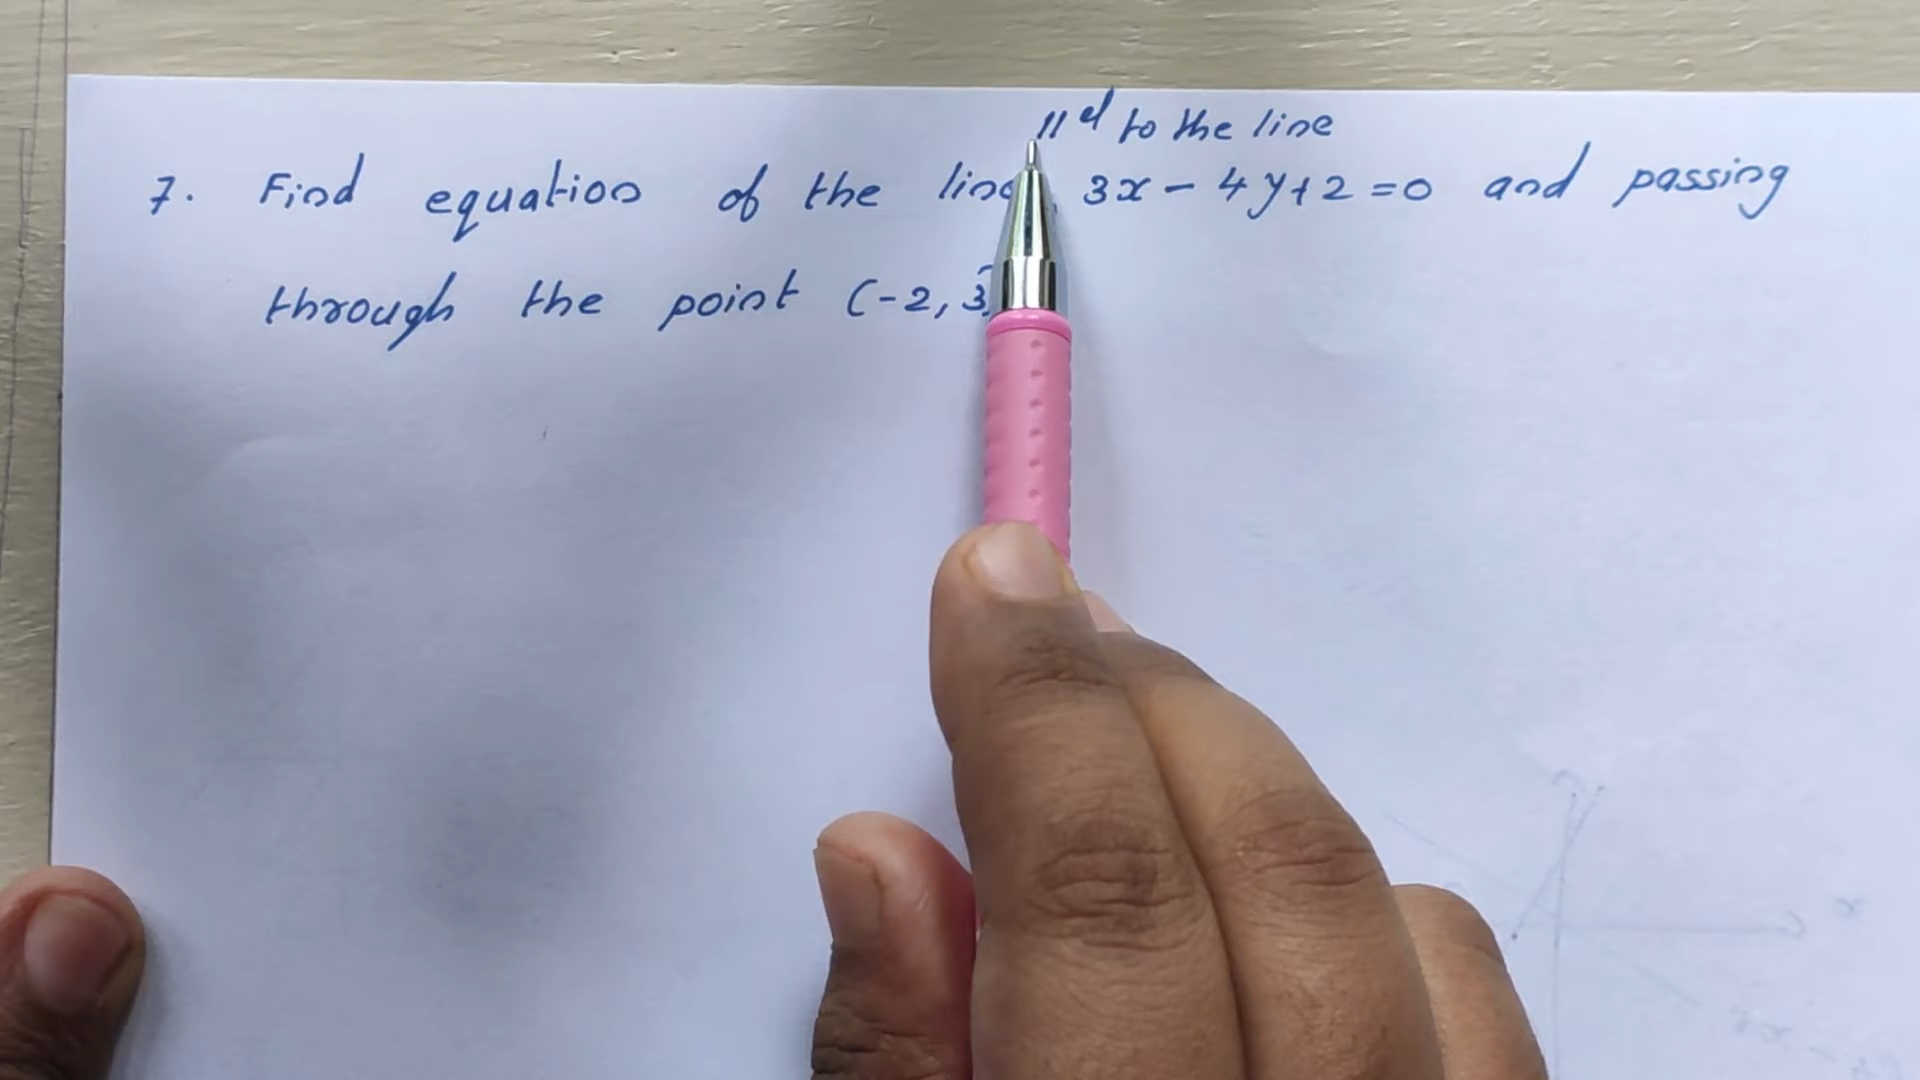 11d to the line
7. Find equation of the line, 3x - 4y + 2 = 0 and passing
through the point (-2, 3)